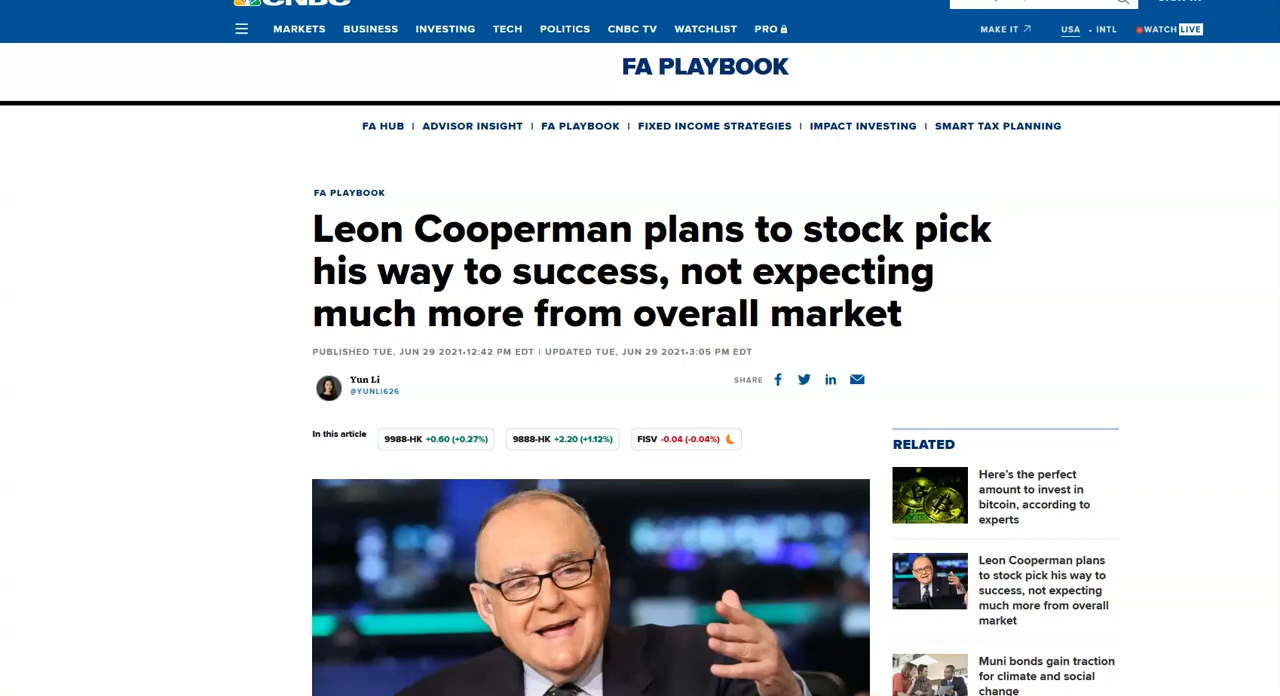 CNBC
SIGN IN
MARKETS BUSINESS INVESTING TECH POLITICS CNBC TV WATCHLIST PRO
MAKE IT USA • INTL WATCH LIVE
FA PLAYBOOK
FA HUB | ADVISOR INSIGHT | FA PLAYBOOK | FIXED INCOME STRATEGIES | IMPACT INVESTING | SMART TAX PLANNING
FA PLAYBOOK
Leon Cooperman plans to stock pick
his way to success, not expecting
much more from overall market
PUBLISHED TUE, JUN 29 2021•12:42 PM EDT | UPDATED TUE, JUN 29 2021•3:05 PM EDT
Yun Li
@YUNLI626
SHARE
In this article
9988-HK +0.60 (+0.27%)
9888-HK +2.20 (+1.12%)
FISV -0.04 (-0.04%)
RELATED
Here's the perfect
amount to invest in
bitcoin, according to
experts
Leon Cooperman plans
to stock pick his way to
success, not expecting
much more from overall
market
Muni bonds gain traction
for climate and social
change